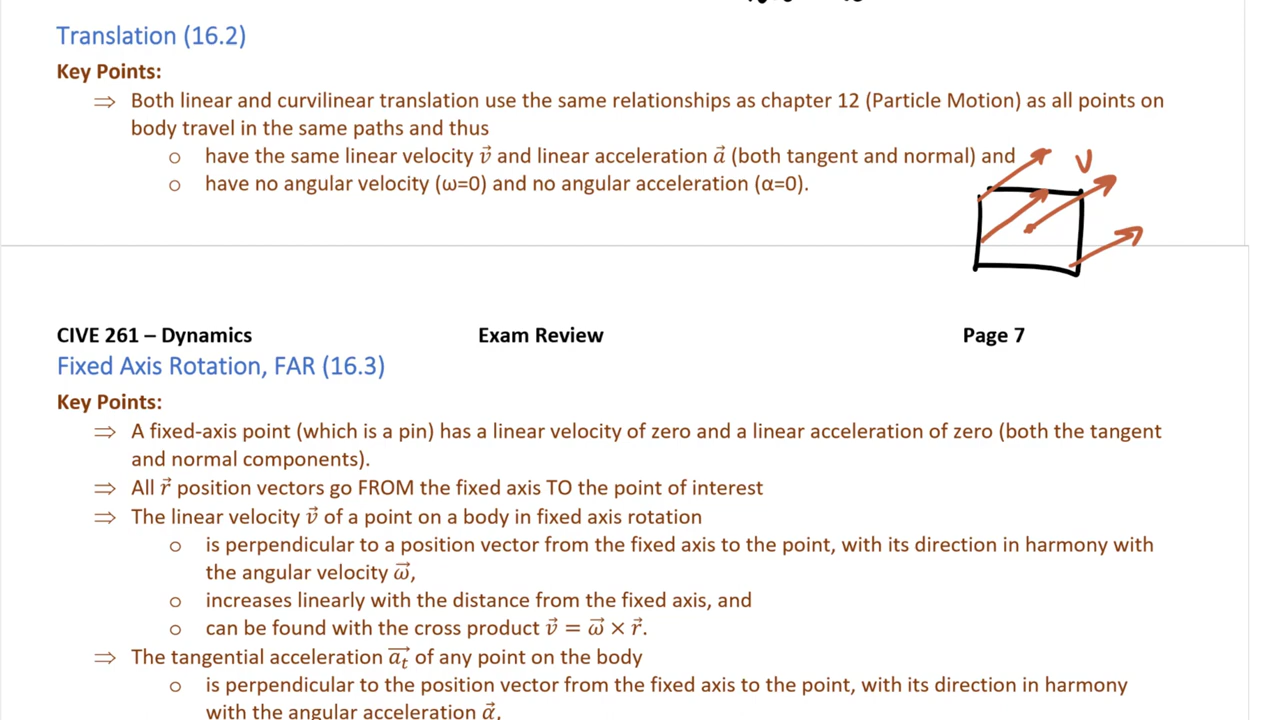 Translation (16.2)
Key Points:
⇒ Both linear and curvilinear translation use the same relationships as chapter 12 (Particle Motion) as all points on
body travel in the same paths and thus
o have the same linear velocity v⃗ and linear acceleration a⃗ (both tangent and normal) and
o have no angular velocity (ω=0) and no angular acceleration (α=0).
V
CIVE 261 – Dynamics Exam Review Page 7
Fixed Axis Rotation, FAR (16.3)
Key Points:
⇒ A fixed-axis point (which is a pin) has a linear velocity of zero and a linear acceleration of zero (both the tangent
and normal components).
⇒ All r⃗ position vectors go FROM the fixed axis TO the point of interest
⇒ The linear velocity v⃗ of a point on a body in fixed axis rotation
o is perpendicular to a position vector from the fixed axis to the point, with its direction in harmony with
the angular velocity ω⃗,
o increases linearly with the distance from the fixed axis, and
o can be found with the cross product v⃗ = ω⃗ × r⃗.
⇒ The tangential acceleration a⃗ₜ of any point on the body
o is perpendicular to the position vector from the fixed axis to the point, with its direction in harmony
with the angular acceleration α⃗,